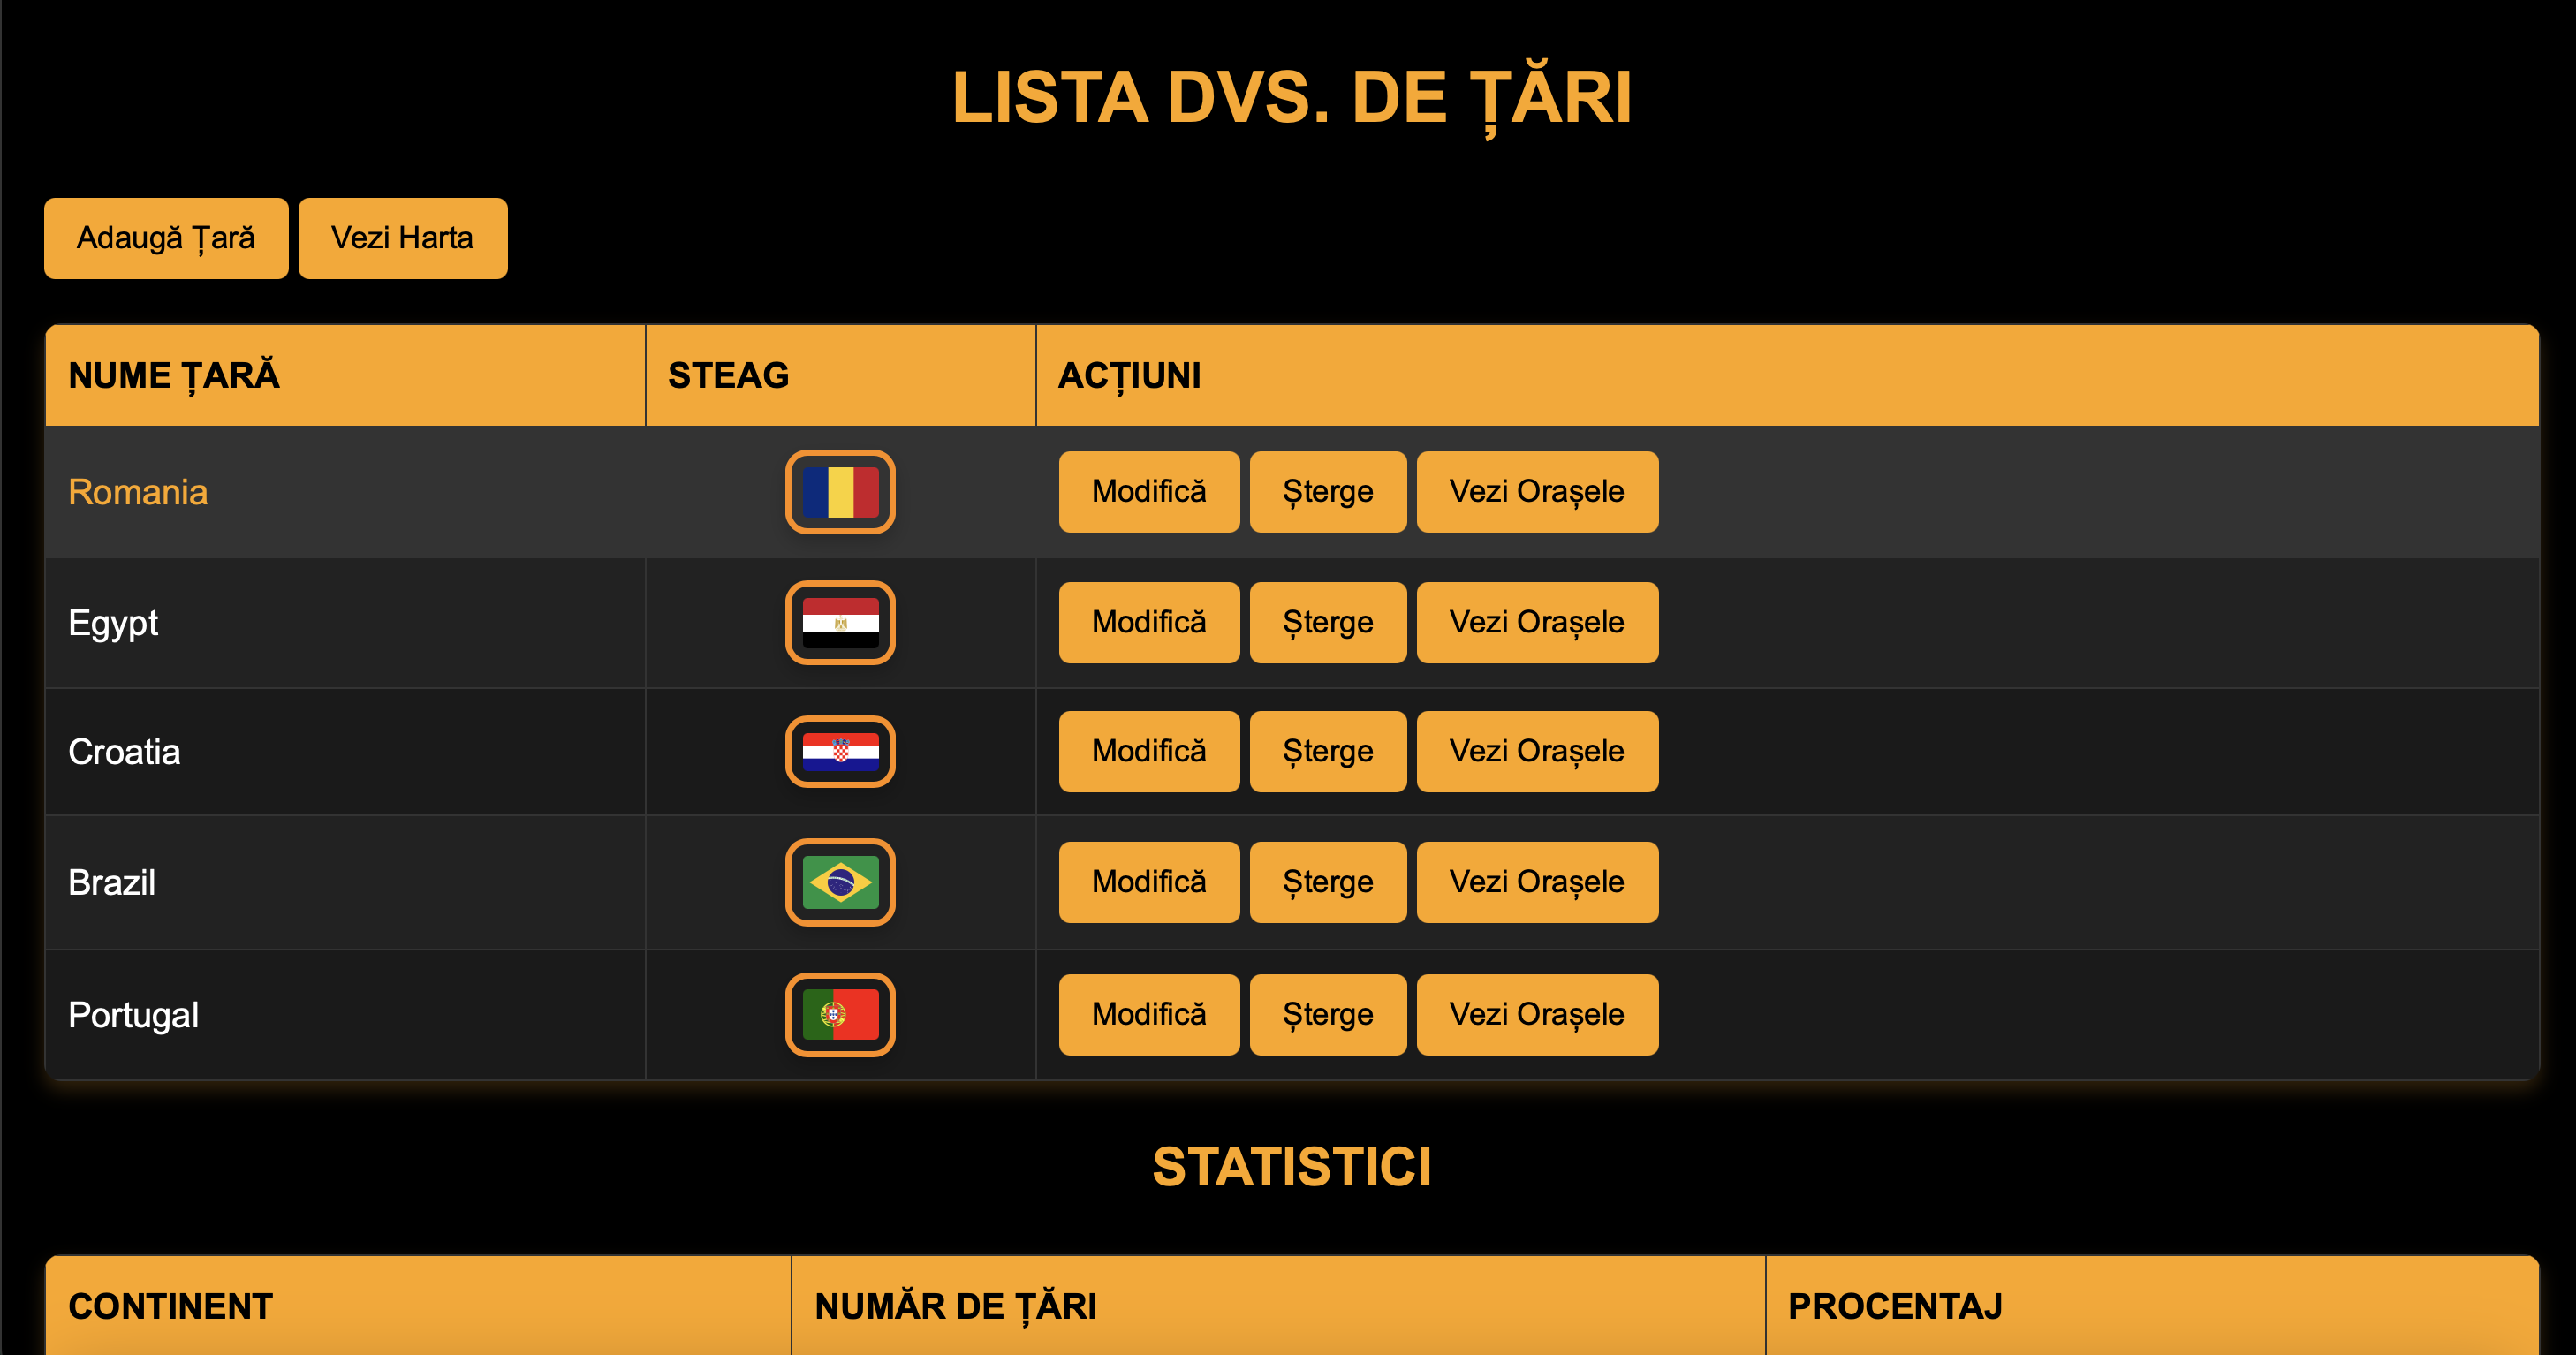 LISTA DVS. DE ȚĂRI
Adaugă Țară Vezi Harta
NUME ȚARĂ STEAG ACȚIUNI
Romania Modifică Șterge Vezi Orașele
Egypt Modifică Șterge Vezi Orașele
Croatia Modifică Șterge Vezi Orașele
Brazil Modifică Șterge Vezi Orașele
Portugal Modifică Șterge Vezi Orașele
STATISTICI
CONTINENT NUMĂR DE ȚĂRI PROCENTAJ